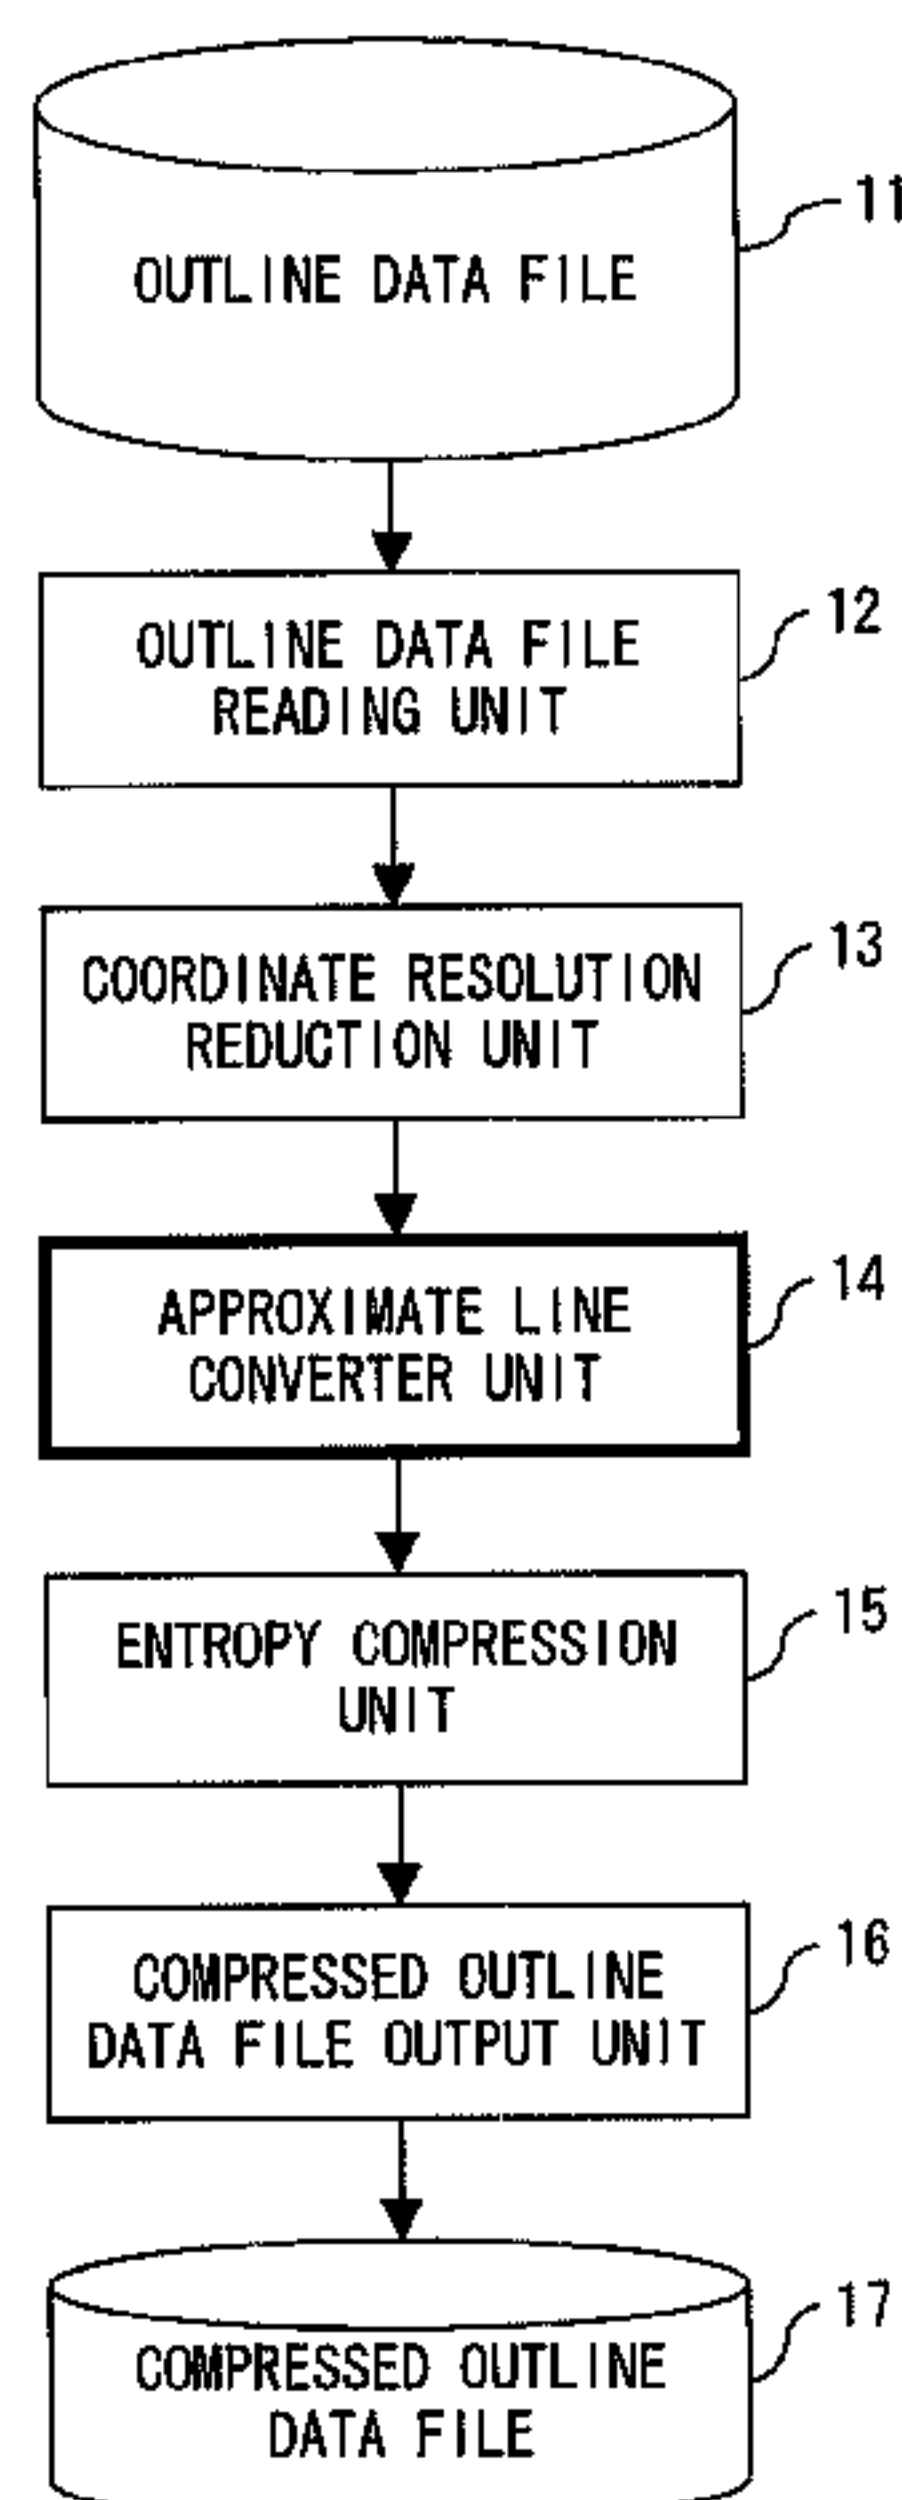 11
OUTLINE DATA FILE
12
OUTLINE DATA FILE
READING UNIT
13
COORDINATE RESOLUTION
REDUCTION UNIT
14
APPROXIMATE LINE
CONVERTER UNIT
15
ENTROPY COMPRESSION
UNIT
16
COMPRESSED OUTLINE
DATA FILE OUTPUT UNIT
17
COMPRESSED OUTLINE
DATA FILE